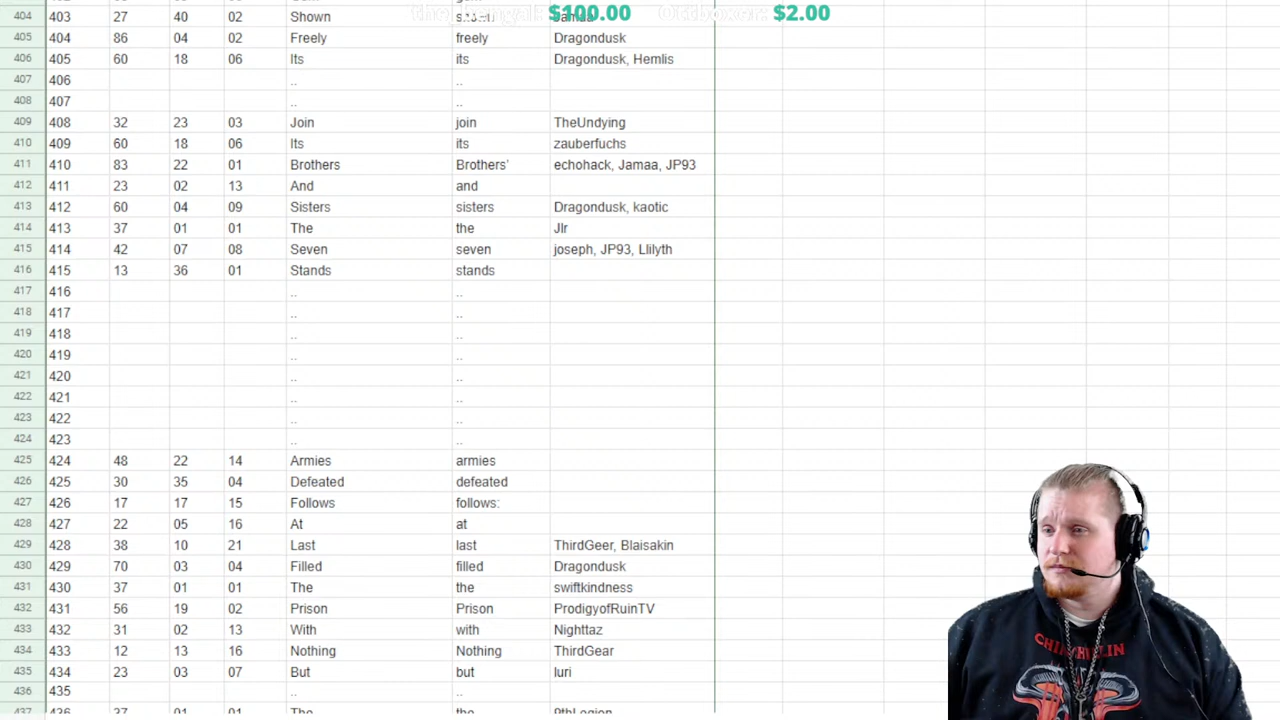 $100.00 $2.00
404 403 27 40 02 Shown
405 404 86 04 02 Freely freely Dragondusk
406 405 60 18 06 Its its Dragondusk, Hemlis
407 406 .. ..
408 407 .. ..
409 408 32 23 03 Join join TheUndying
410 409 60 18 06 Its its zauberfuchs
411 410 83 22 01 Brothers Brothers' echohack, Jamaa, JP93
412 411 23 02 13 And and
413 412 60 04 09 Sisters sisters Dragondusk, kaotic
414 413 37 01 01 The the Jlr
415 414 42 07 08 Seven seven joseph, JP93, Llilyth
416 415 13 36 01 Stands stands
417 416 .. ..
418 417 .. ..
419 418 .. ..
420 419 .. ..
421 420 .. ..
422 421 .. ..
423 422 .. ..
424 423 .. ..
425 424 48 22 14 Armies armies
426 425 30 35 04 Defeated defeated
427 426 17 17 15 Follows follows:
428 427 22 05 16 At at
429 428 38 10 21 Last last ThirdGeer, Blaisakin
430 429 70 03 04 Filled filled Dragondusk
431 430 37 01 01 The the swiftkindness
432 431 56 19 02 Prison Prison ProdigyofRuinTV
433 432 31 02 13 With with Nighttaz
434 433 12 13 16 Nothing Nothing ThirdGear
435 434 23 03 07 But but Iuri
436 435 .. ..
437 436 37 01 01 The the 9thLegion